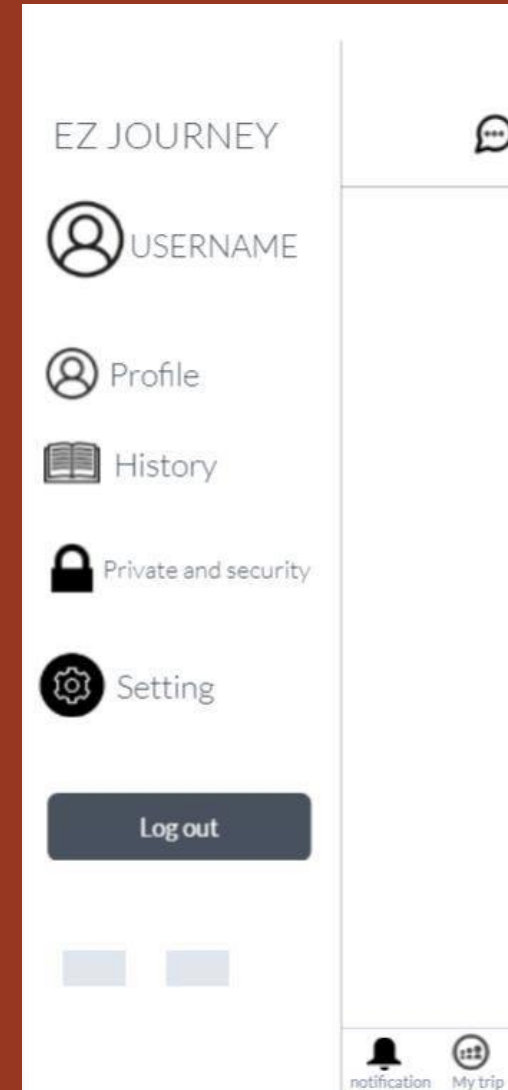 EZ JOURNEY
USERNAME
Profile
History
Private and security
Setting
Log out
notification
My trip